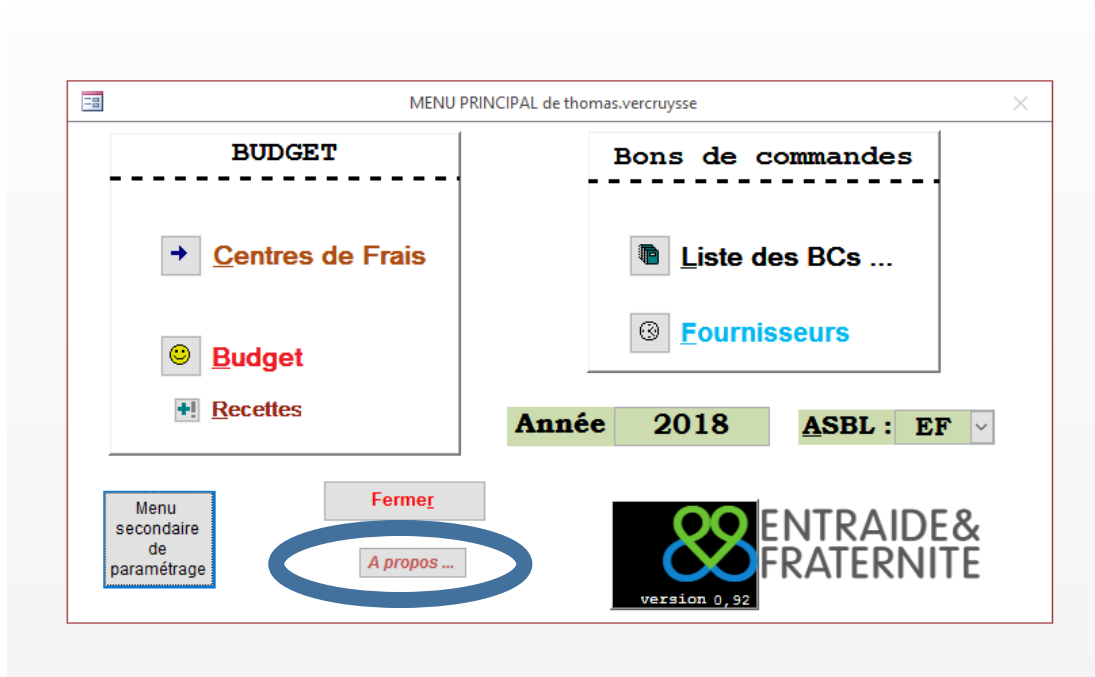 MENU PRINCIPAL de thomas.vercruysse
BUDGET
Centres de Frais
Budget
Recettes
Bons de commandes
Liste des BCs ...
Fournisseurs
Année 2018 ASBL : EF
Menu
secondaire
de
paramétrage
Fermer
A propos ...
ENTRAIDE&
FRATERNITE
version 0,92